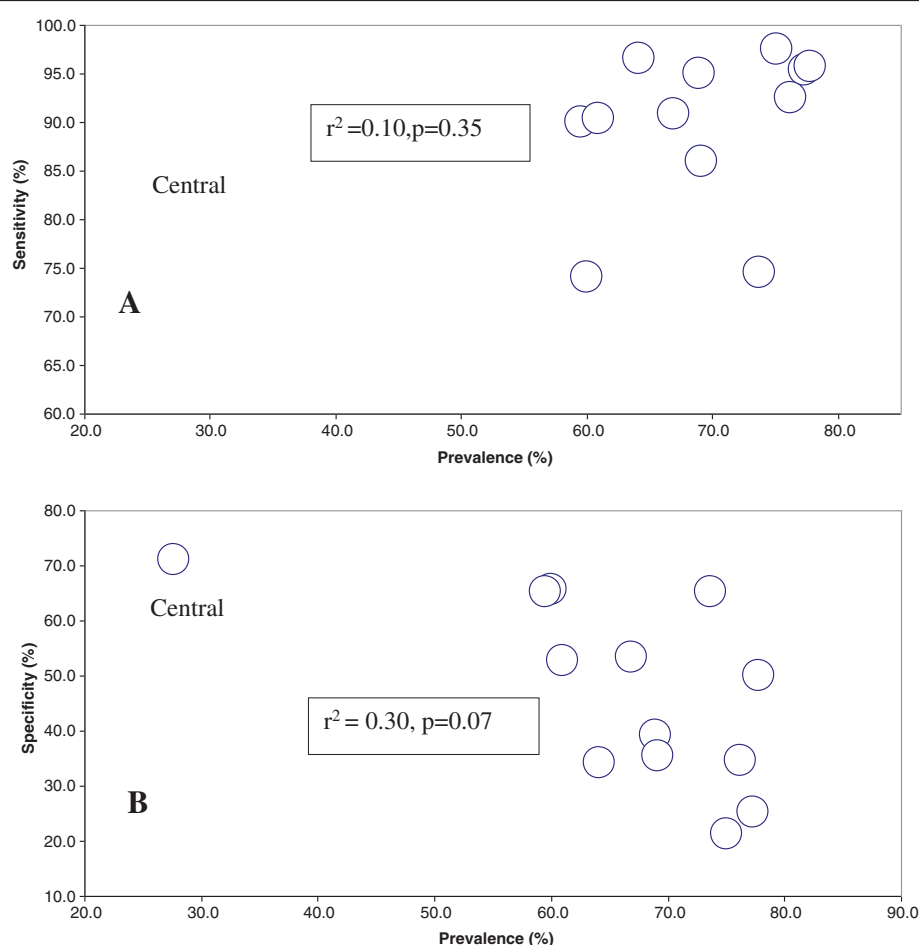 100.0
95.0
90.0
85.0
80.0
75.0
70.0
65.0
60.0
Sensitivity (%)
r² =0.10,p=0.35
Central
A
20.0 30.0 40.0 50.0 60.0 70.0 80.0
Prevalence (%)
80.0
70.0
60.0
50.0
40.0
30.0
20.0
10.0
Specificity (%)
Central
r² = 0.30, p=0.07
B
20.0 30.0 40.0 50.0 60.0 70.0 80.0 90.0
Prevalence (%)